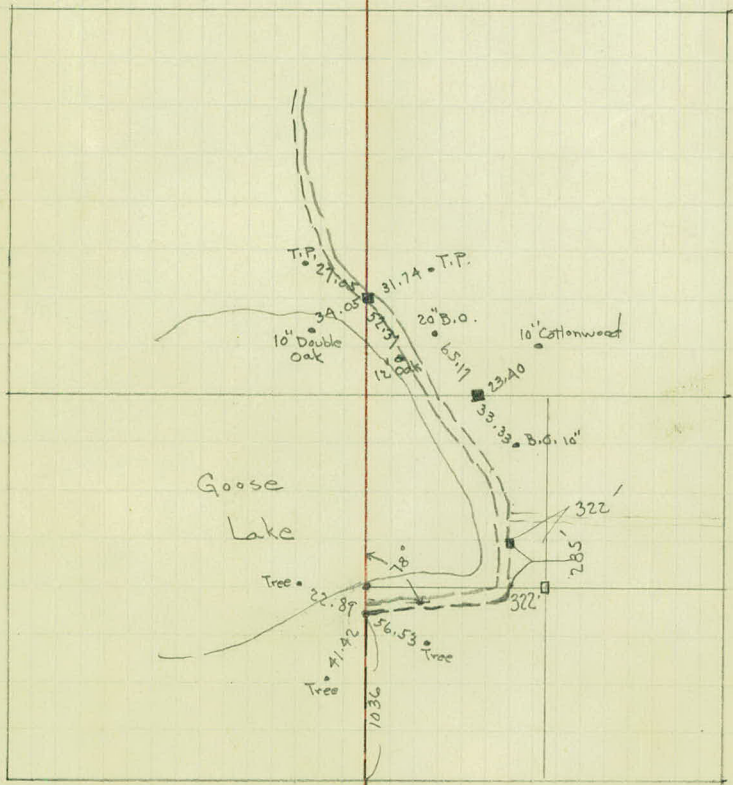 T.P.
27.05
31.74
T.P.
34.05
52.37
20" B.O.
10" Cottonwood
10" Double
Oak
12" Oak
65.17
23.40
33.33
B.O. 10"
Goose
Lake
322'
285'
78°
Tree
22.89
322'
56.53
Tree
41.42
Tree
1036